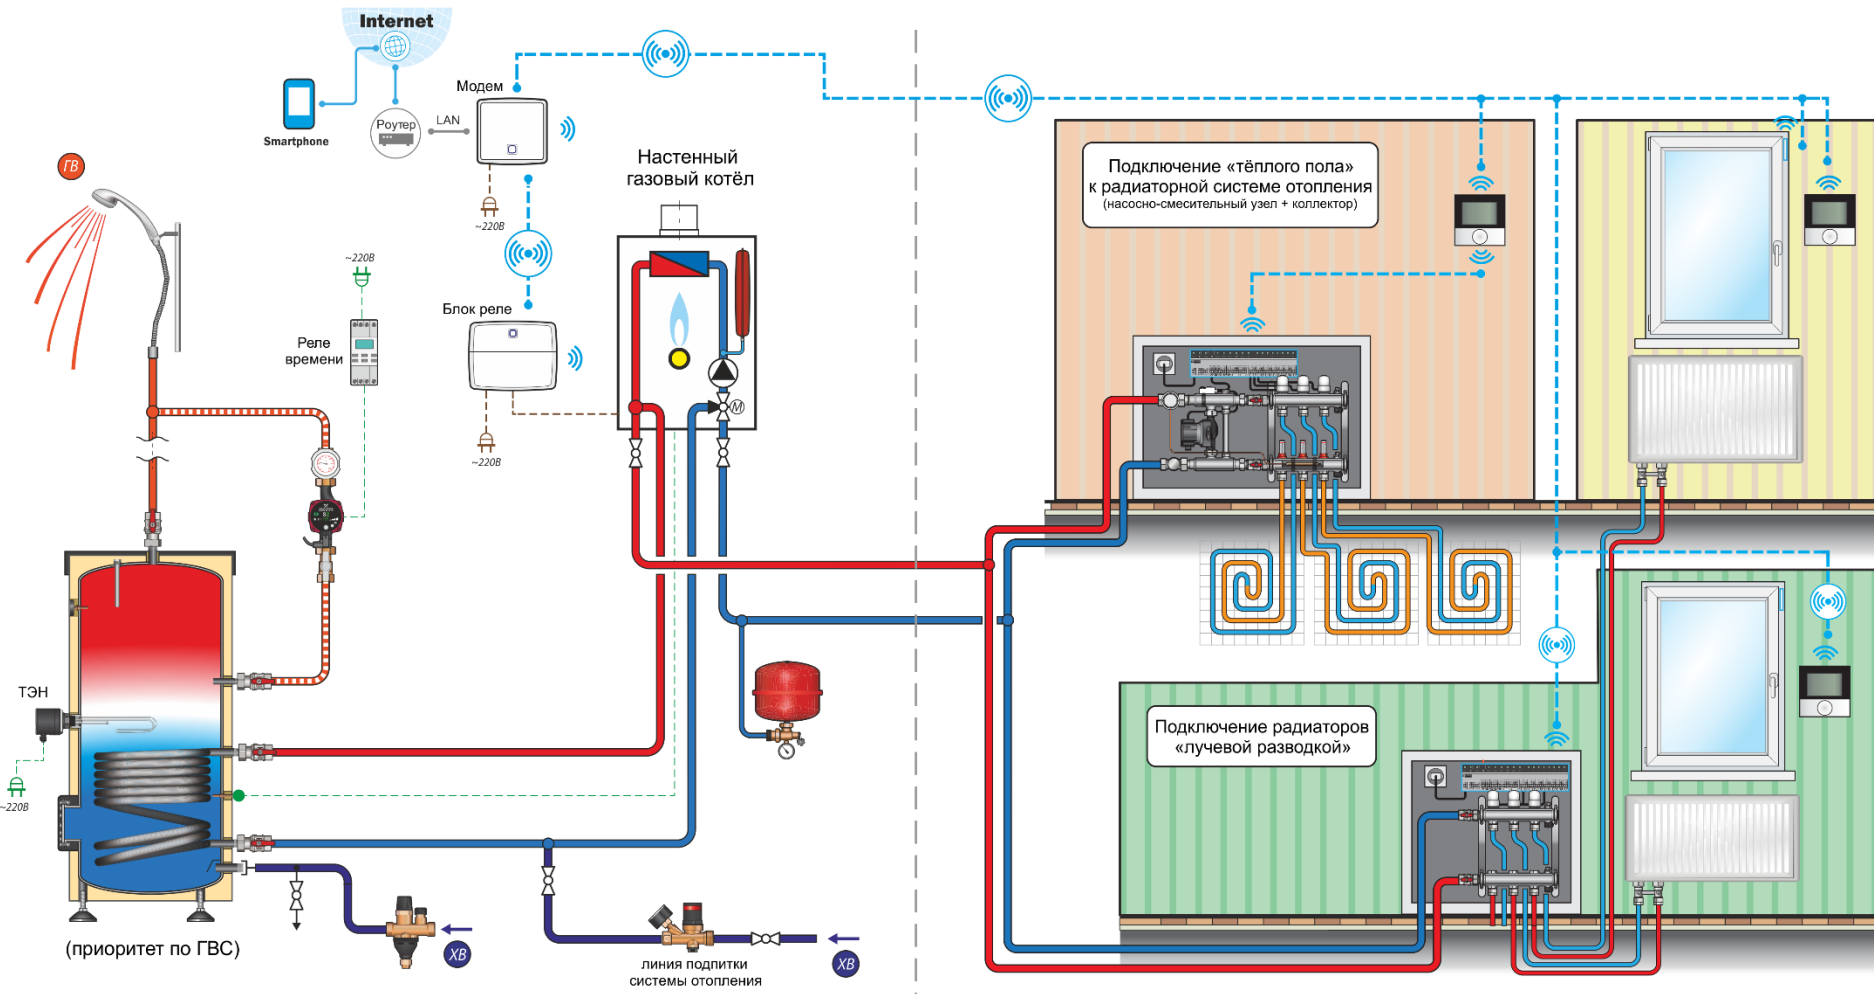 Internet
Модем
Smartphone
Роутер
LAN
~220В
ГВ
Настенный
газовый котёл
~220В
Реле
времени
Блок реле
~220В
М
Подключение «тёплого пола»
к радиаторной системе отопления
(насосно-смесительный узел + коллектор)
ТЭН
~220В
Подключение радиаторов
«лучевой разводкой»
(приоритет по ГВС)
ХВ
линия подпитки
системы отопления
ХВ